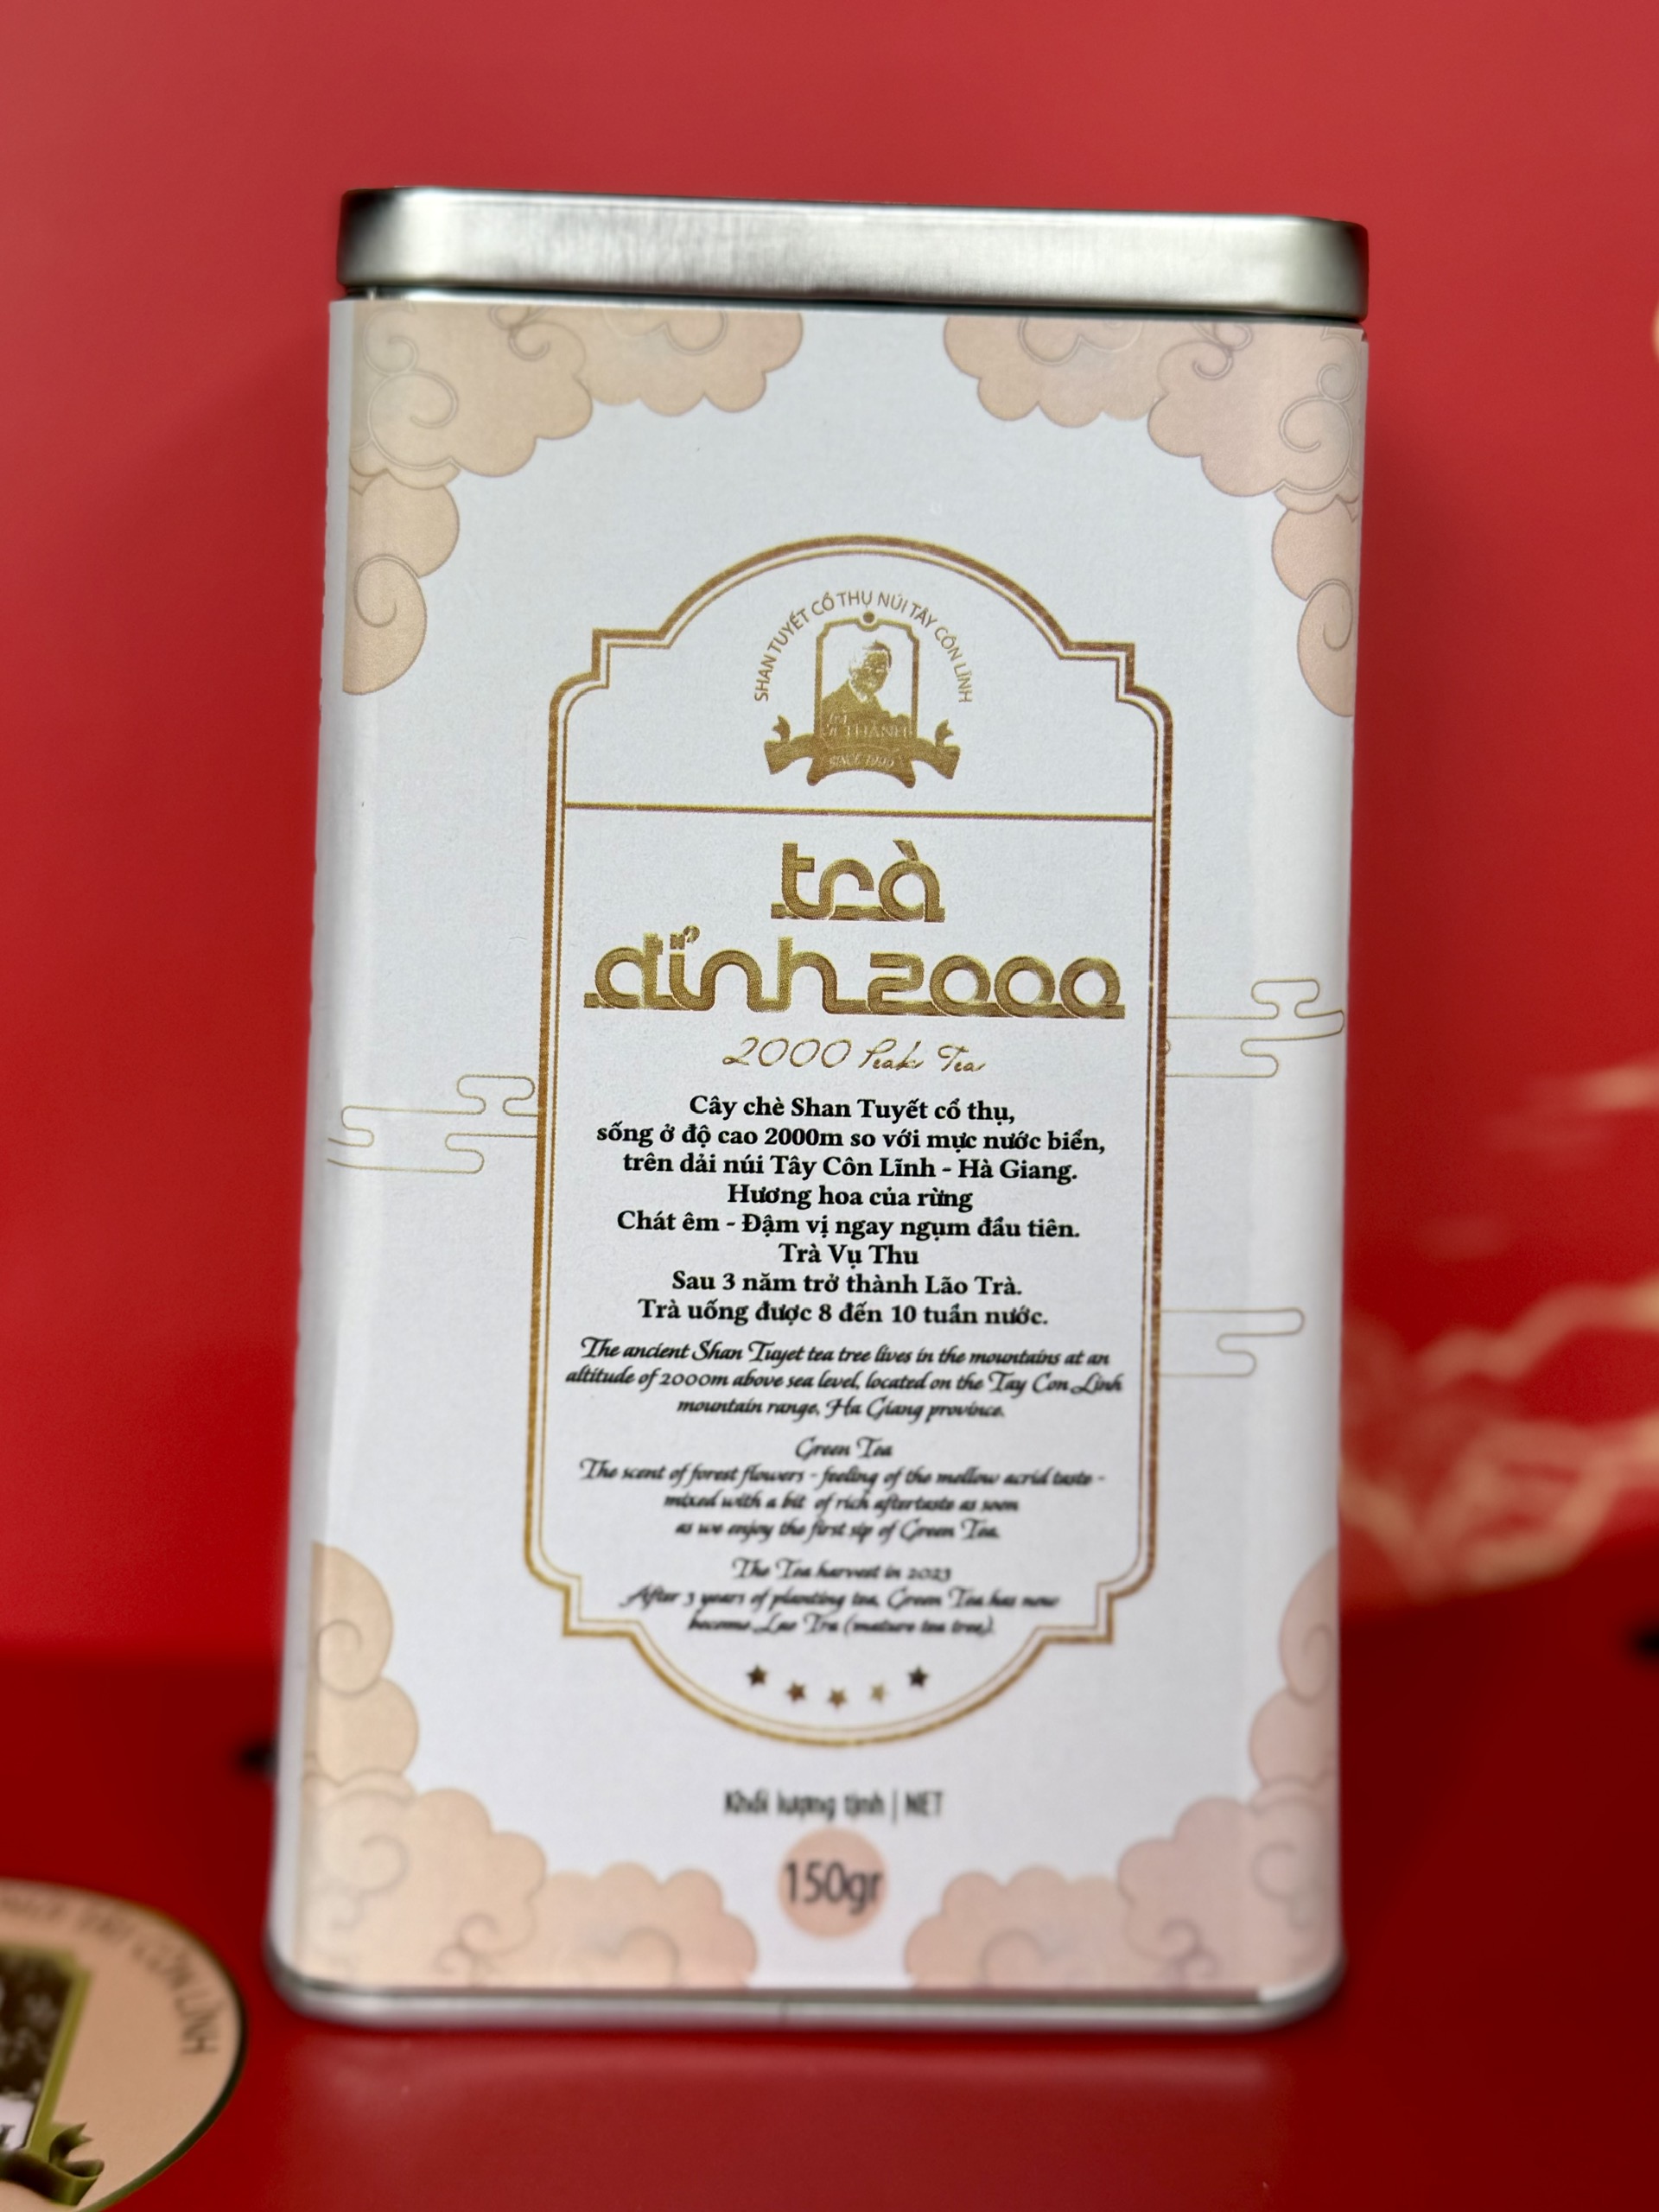 SHAN TUYẾT CỔ THỤ NÚI TÂY CÔN LĨNH
THÀNH
SINCE 1999
trà
đỉnh 2000
2000 Peak Tea
Cây chè Shan Tuyết cổ thụ,
sống ở độ cao 2000m so với mực nước biển,
trên dải núi Tây Côn Lĩnh - Hà Giang.
Hương hoa của rừng
Chát êm - Đậm vị ngay ngụm đầu tiên.
Trà Vụ Thu
Sau 3 năm trở thành Lão Trà.
Trà uống được 8 đến 10 tuần nước.
The ancient Shan Tuyet tea tree lives in the mountains at an
altitude of 2000m above sea level, located on the Tay Con Linh
mountain range, Ha Giang province.
Green Tea
The scent of forest flowers - feeling of the mellow acrid taste -
mixed with a bit of rich aftertaste as soon
as we enjoy the first sip of Green Tea.
The Tea harvest in 2023
After 3 years of planting tea, Green Tea has now
become Lao Tra (mature tea tree).
Khối lượng tịnh | NET
150gr
TÂY CÔN LĨNH